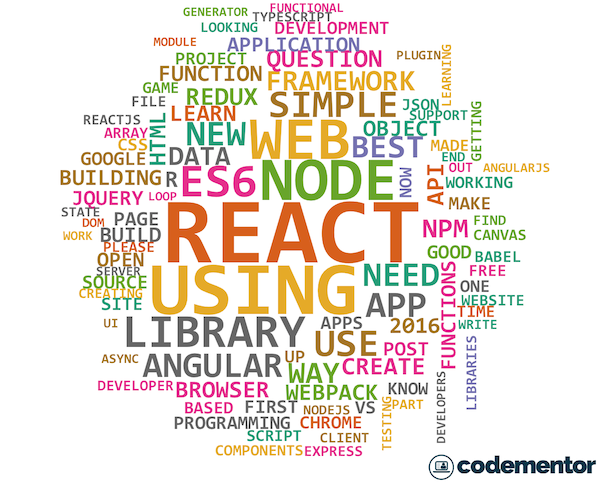 GENERATOR
FUNCTIONAL
TYPESCRIPT
LOOKING
DEVELOPMENT
MODULE
APPLICATION
PROJECT
QUESTION
PLUGIN
FUNCTION
FRAMEWORK
LEARNING
GAME
REDUX
SIMPLE
JSON
FILE
LEARN
SUPPORT
GETTING
REACTJS
HTML
NEW
WEB
OBJECT
ARRAY
CSS
BEST
MADE
GOOGLE
DATA
END
OUT
ANGULARJS
BUILDING
R
ES6
NODE
NOW
API
WORKING
JQUERY
LOOP
MAKE
STATE
PAGE
REACT
NPM
FIND
DOM
WORK
BUILD
CANVAS
PLEASE
OPEN
GOOD
BABEL
SERVER
SOURCE
USING
NEED
FUNCTIONS
FREE
CREATING
ONE
SITE
APP
WEBSITE
TIME
UI
LIBRARY
APPS
2016
WRITE
USE
POST
LIBRARIES
ASYNC
ANGULAR
UP
WAY
CREATE
DEVELOPER
BROWSER
WEBPACK
KNOW
DEVELOPERS
BASED
FIRST
NODEJS
VS
TESTING
PART
PROGRAMMING
CHROME
SCRIPT
CLIENT
COMPONENTS
EXPRESS
codementor